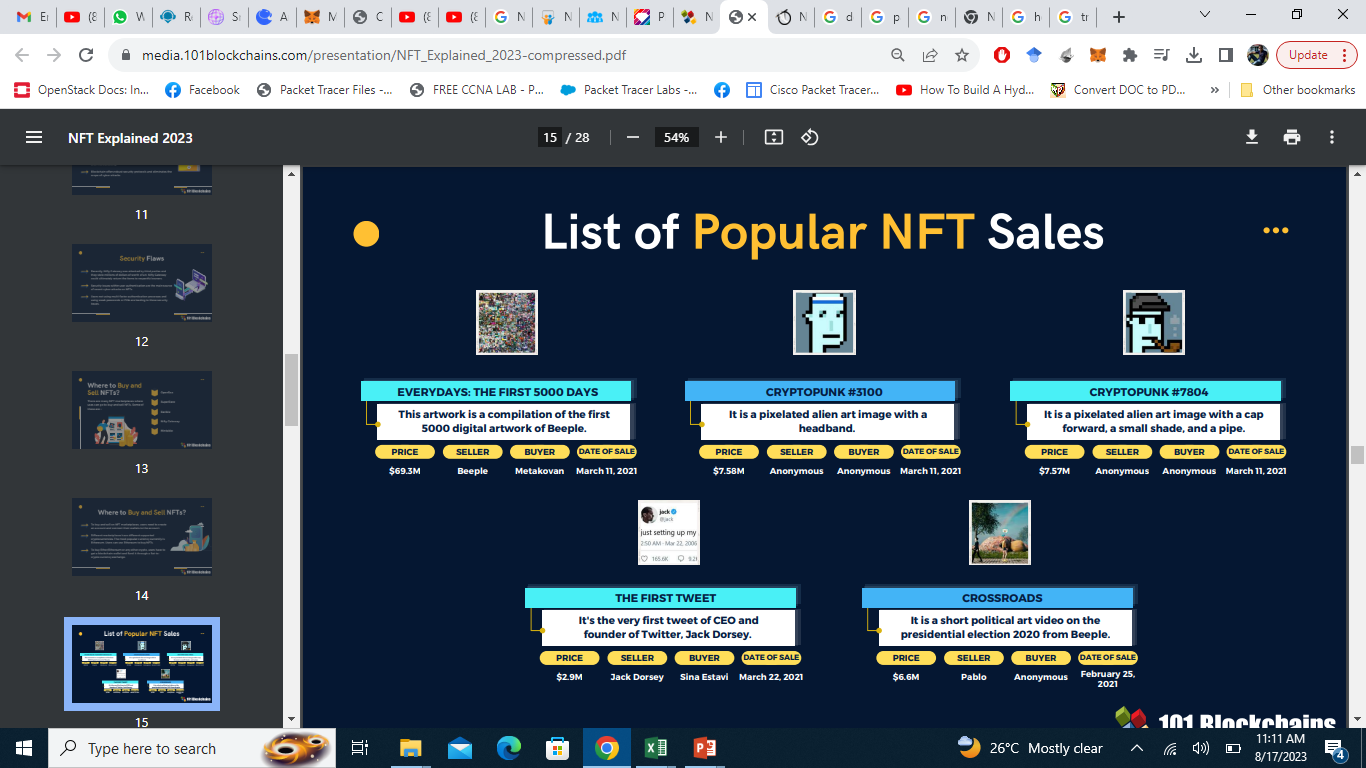 media.101blockchains.com/presentation/NFT_Explained_2023-compressed.pdf
Update
OpenStack Docs: In...
Facebook
Packet Tracer Files -...
FREE CCNA LAB - P...
Packet Tracer Labs -...
Cisco Packet Tracer...
How To Build A Hyd...
Convert DOC to PD...
»
Other bookmarks
NFT Explained 2023
15 / 28
54%
11
Security Flaws
12
Where to Buy and
Sell NFTs?
13
Where to Buy and Sell NFTs?
14
List of Popular NFT Sales
15
List of Popular NFT Sales
EVERYDAYS: THE FIRST 5000 DAYS
This artwork is a compilation of the first
5000 digital artwork of Beeple.
PRICE SELLER BUYER DATE OF SALE
$69.3M Beeple Metakovan March 11, 2021
CRYPTOPUNK #3100
It is a pixelated alien art image with a
headband.
PRICE SELLER BUYER DATE OF SALE
$7.58M Anonymous Anonymous March 11, 2021
CRYPTOPUNK #7804
It is a pixelated alien art image with a cap
forward, a small shade, and a pipe.
PRICE SELLER BUYER DATE OF SALE
$7.57M Anonymous Anonymous March 11, 2021
jack
@jack
just setting up my
2:50 AM - Mar 22, 2006
165.6K
THE FIRST TWEET
It's the very first tweet of CEO and
founder of Twitter, Jack Dorsey.
PRICE SELLER BUYER DATE OF SALE
$2.9M Jack Dorsey Sina Estavi March 22, 2021
CROSSROADS
It is a short political art video on the
presidential election 2020 from Beeple.
PRICE SELLER BUYER DATE OF SALE
$6.6M Pablo Anonymous February 25,
2021
101 Blockchains
Type here to search
26°C Mostly clear
11:11 AM
8/17/2023
4